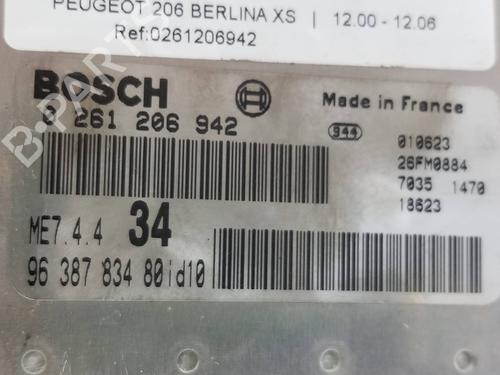 PEUGEOT 206 BERLINA XS | 12.00 - 12.06
Ref:0261206942
BOSCH
Made in France
0 261 206 942
944
010623
26FM0884
7035 1470
18623
ME7.4.4 34
96 387 834 80id10
B-PARTS